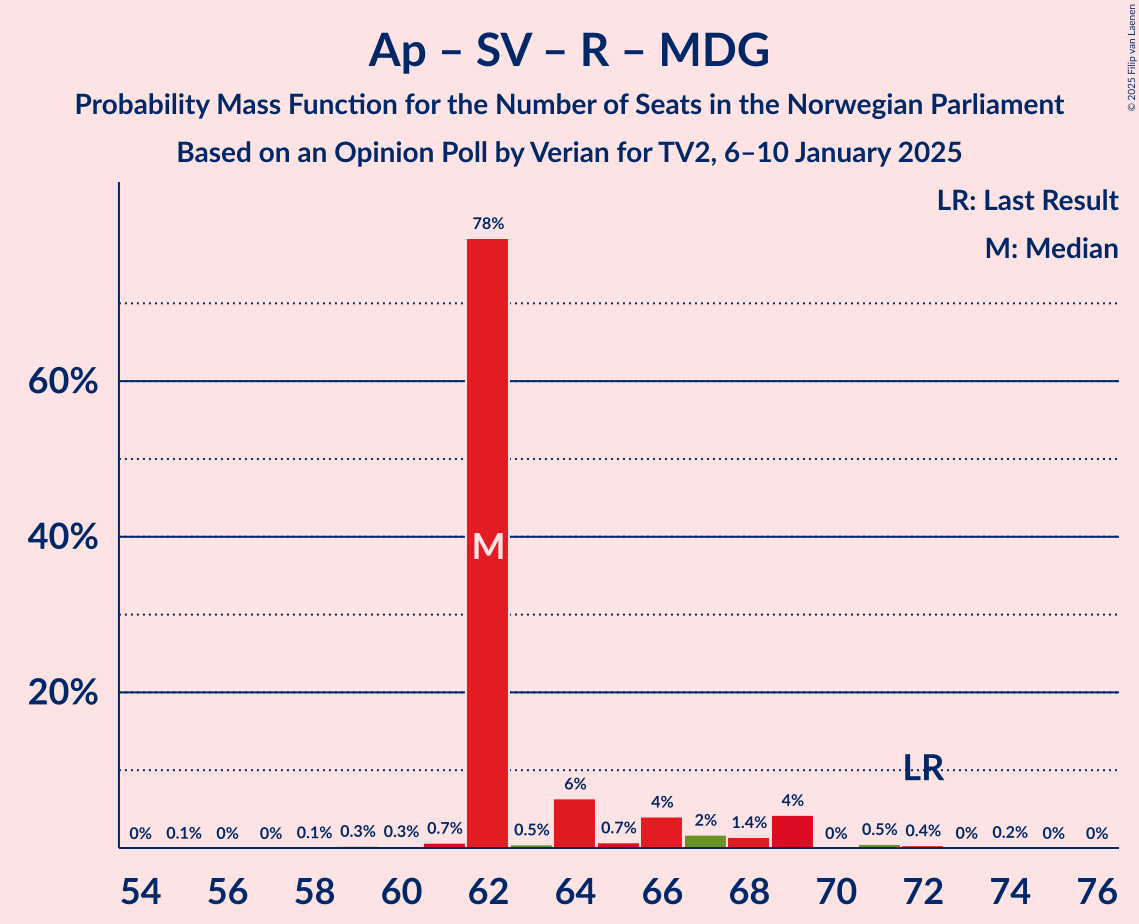 Ap – SV – R – MDG
Probability Mass Function for the Number of Seats in the Norwegian Parliament
Based on an Opinion Poll by Verian for TV2, 6–10 January 2025
© 2025 Filip van Laenen
LR: Last Result
M: Median
78%
60%
40%
M
20%
LR
0% 0.1% 0% 0% 0.1% 0.3% 0.3% 0.7% 0.5% 6% 0.7% 4% 2% 1.4% 4% 0% 0.5% 0.4% 0% 0.2% 0% 0%
54 56 58 60 62 64 66 68 70 72 74 76